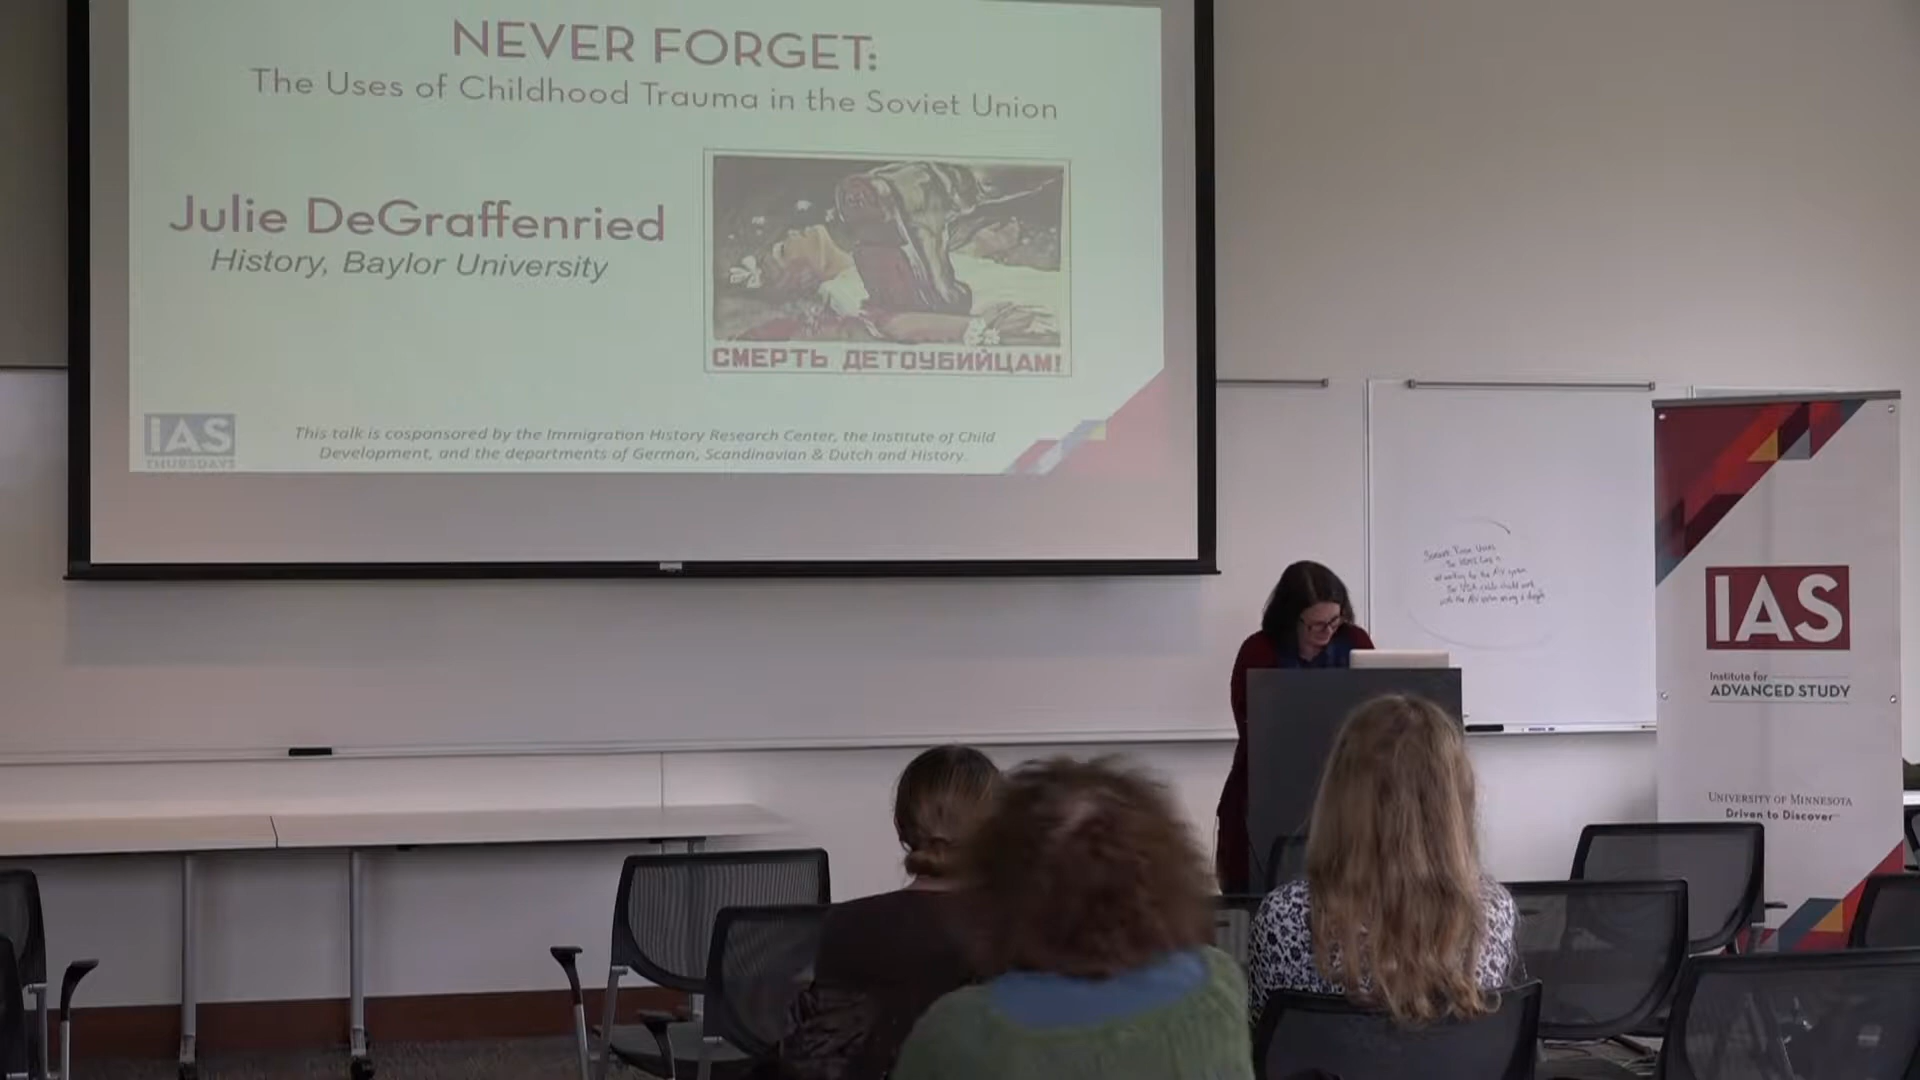 NEVER FORGET:
The Uses of Childhood Trauma in the Soviet Union
Julie DeGraffenried
History, Baylor University
СМЕРТЬ ДЕТОУБИЙЦАМ!
IAS
THURSDAYS
This talk is cosponsored by the Immigration History Research Center, the Institute of Child
Development, and the departments of German, Scandinavian & Dutch and History.
IAS
Institute for
ADVANCED STUDY
UNIVERSITY OF MINNESOTA
Driven to Discover